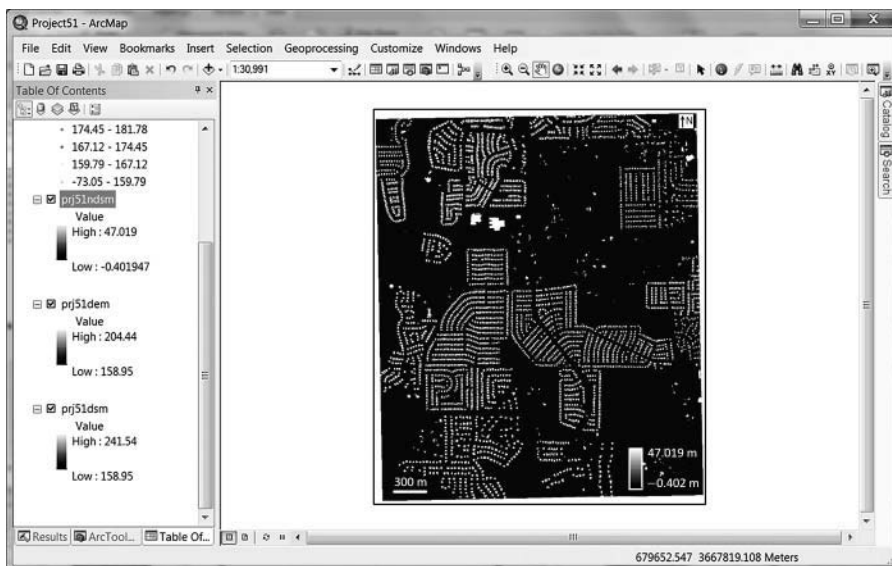 Project51 - ArcMap
File Edit View Bookmarks Insert Selection Geoprocessing Customize Windows Help
1:30,991
Table Of Contents
174.45 - 181.78
167.12 - 174.45
159.79 - 167.12
-73.05 - 159.79
prj51ndsm
Value
High : 47.019
Low : -0.401947
prj51dem
Value
High : 204.44
Low : 158.95
prj51dsm
Value
High : 241.54
Low : 158.95
Results ArcTool... Table Of...
N
47.019 m
−0.402 m
300 m
Catalog
Search
679652.547 3667819.108 Meters